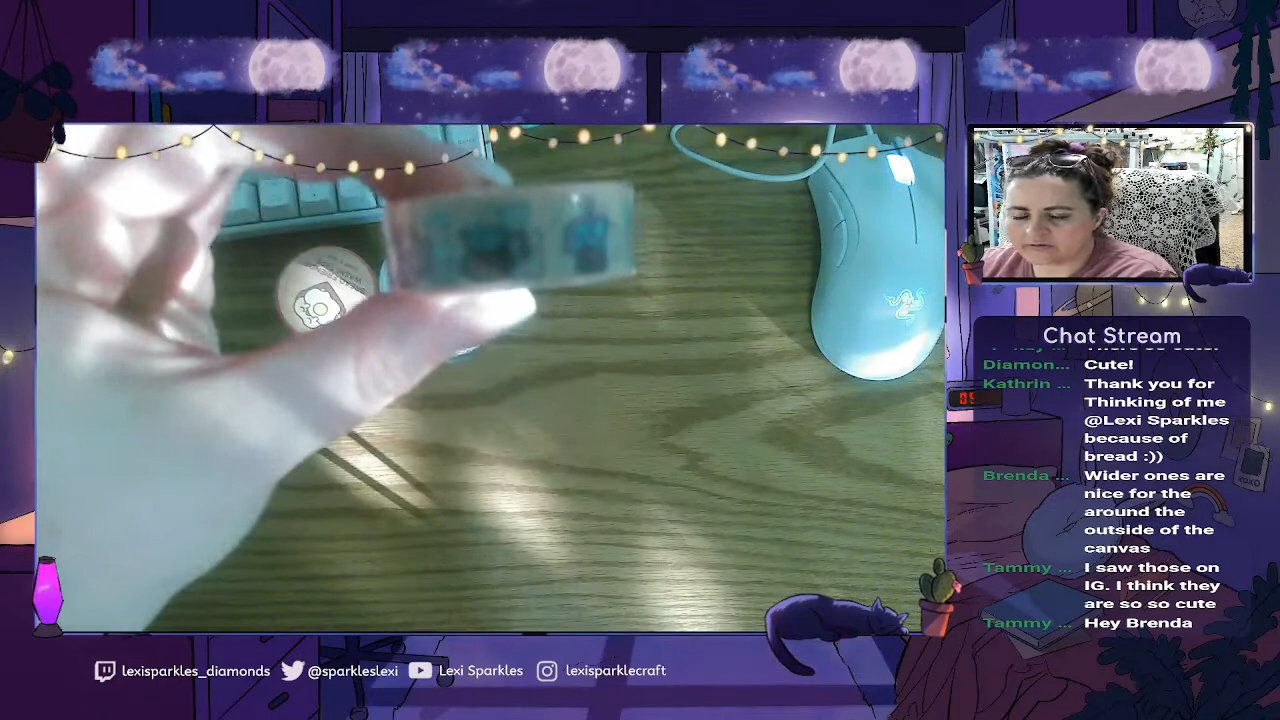 Chat Stream
Diamon... Cute!
Kathrin ... Thank you for
Thinking of me
@Lexi Sparkles
because of
bread :))
Brenda ... Wider ones are
nice for the
around the
outside of the
canvas
Tammy ... I saw those on
IG. I think they
are so so cute
Tammy ... Hey Brenda
lexisparkles_diamonds @sparkleslexi Lexi Sparkles lexisparklecraft